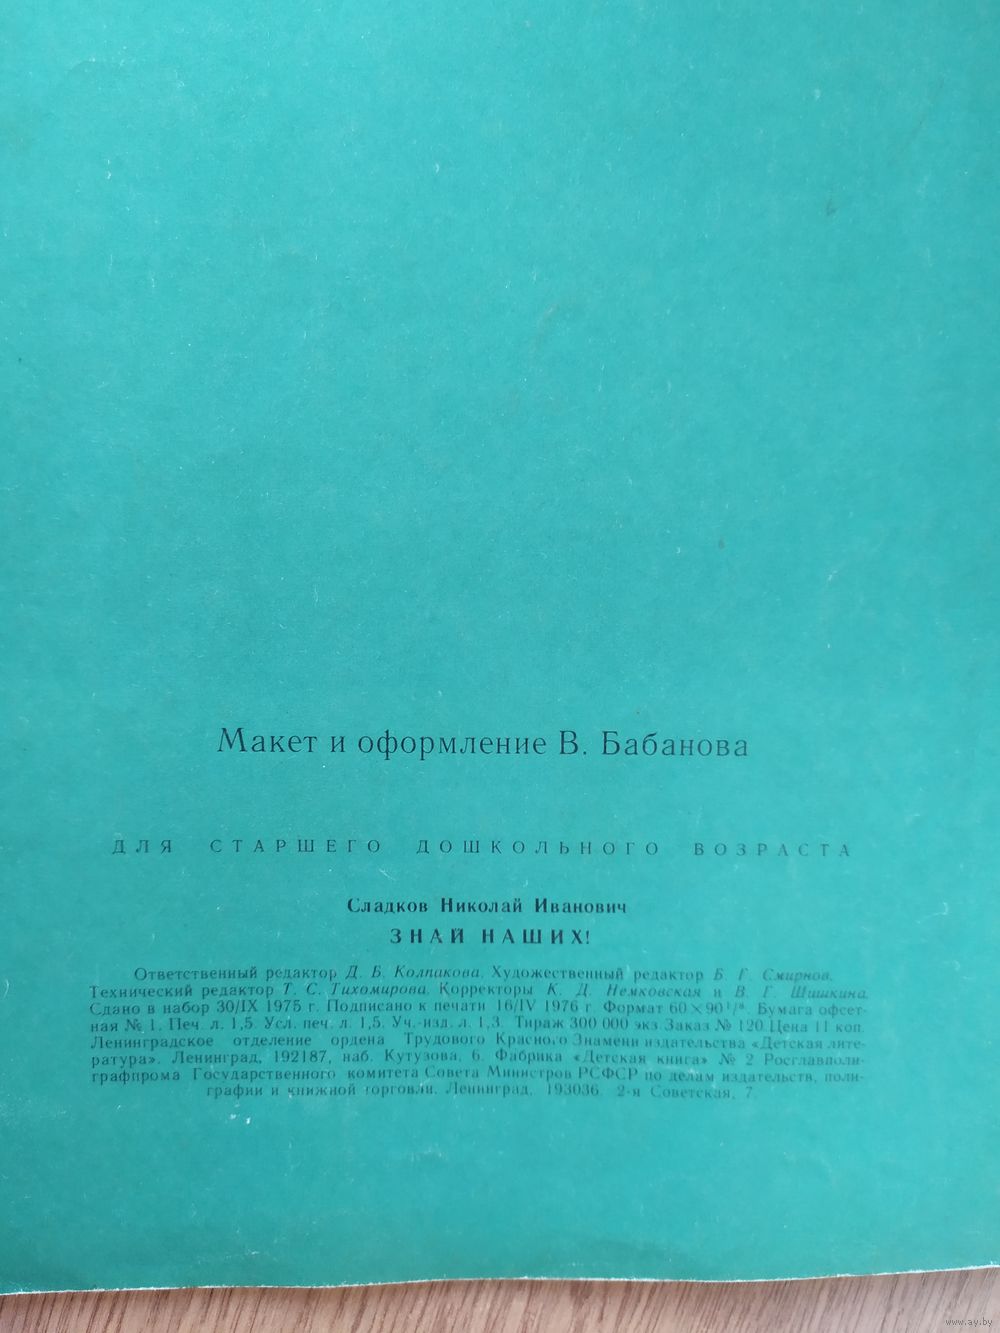 Макет и оформление В. Бабанова
ДЛЯ СТАРШЕГО ДОШКОЛЬНОГО ВОЗРАСТА
Сладков Николай Иванович
ЗНАЙ НАШИХ!
Ответственный редактор Д. Б. Колпакова. Художественный редактор Б. Г. Смирнов.
Технический редактор Т. С. Тихомирова. Корректоры К. Д. Немковская и В. Г. Шишкина.
Сдано в набор 30/IX 1975 г. Подписано к печати 16/IV 1976 г. Формат 60×90¹/₈. Бумага офсет-
ная № 1. Печ. л. 1,5. Усл. печ. л. 1,5. Уч.-изд. л. 1,3. Тираж 300 000 экз. Заказ № 120. Цена 11 коп.
Ленинградское отделение ордена Трудового Красного Знамени издательства «Детская лите-
ратура». Ленинград, 192187, наб. Кутузова, 6. Фабрика «Детская книга» № 2 Росглавполи-
графпрома Государственного комитета Совета Министров РСФСР по делам издательств, поли-
графии и книжной торговли. Ленинград, 193036, 2-я Советская, 7.
www.ay.by